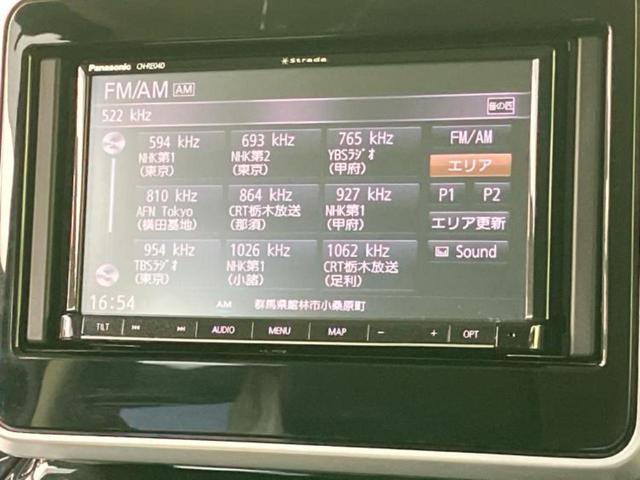 Panasonic CN-RE04D Strada
FM/AM AM
522 kHz 音の匠
594 kHz 693 kHz 765 kHz FM/AM
NHK第1 NHK第2 YBSラジオ
(東京) (東京) (甲府) エリア
810 kHz 864 kHz 927 kHz P1 P2
AFN Tokyo CRT栃木放送 NHK第1
(横田基地) (那須) (甲府) エリア更新
954 kHz 1026 kHz 1062 kHz Sound
TBSラジオ NHK第1 CRT栃木放送
(東京) (小諸) (足利)
16:54 AM 群馬県館林市小桑原町
TILT AUDIO MENU MAP − + OPT